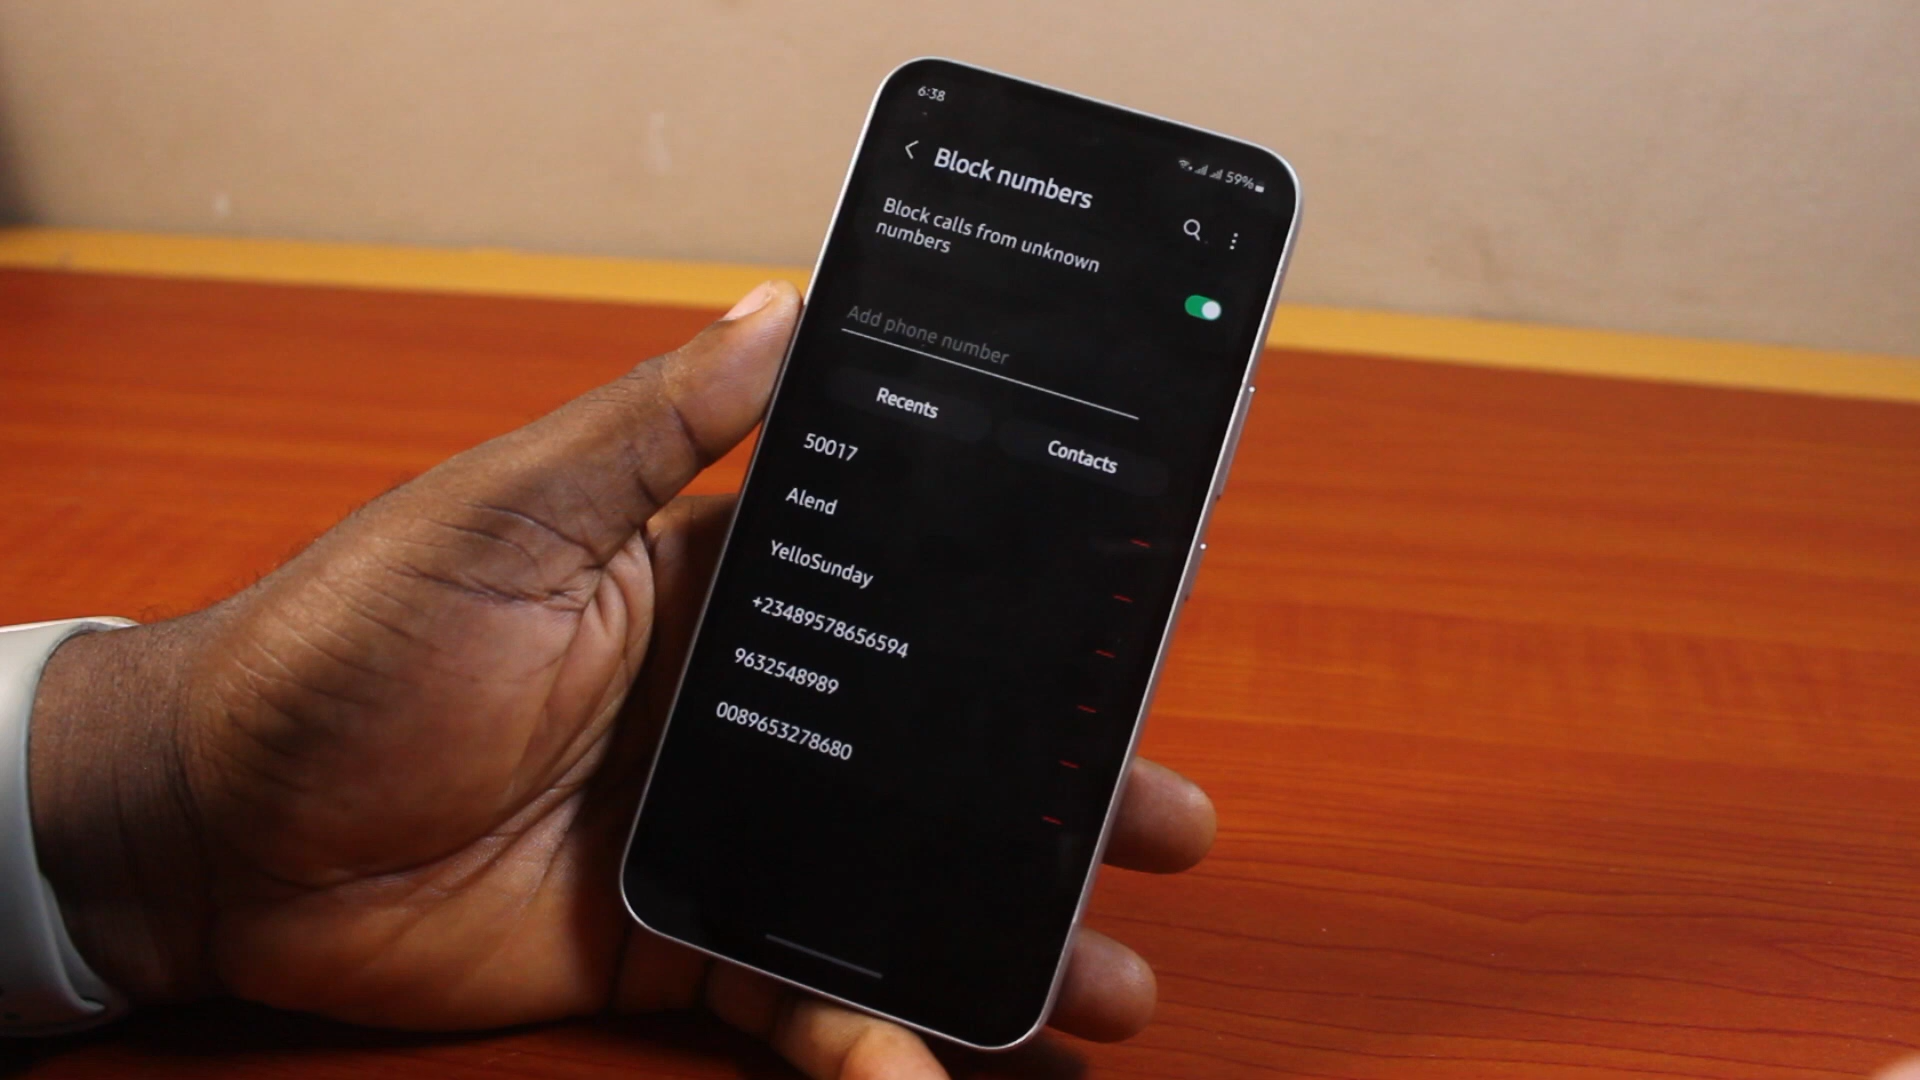 6:38
59%
Block numbers
Block calls from unknown
numbers
Add phone number
Recents
Contacts
50017
Alend
YelloSunday
+23489578656594
9632548989
0089653278680